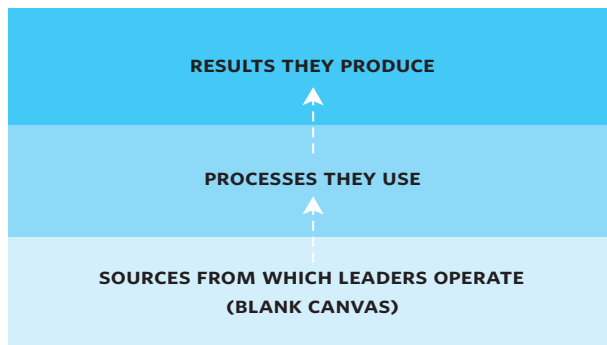 RESULTS THEY PRODUCE
PROCESSES THEY USE
SOURCES FROM WHICH LEADERS OPERATE
(BLANK CANVAS)